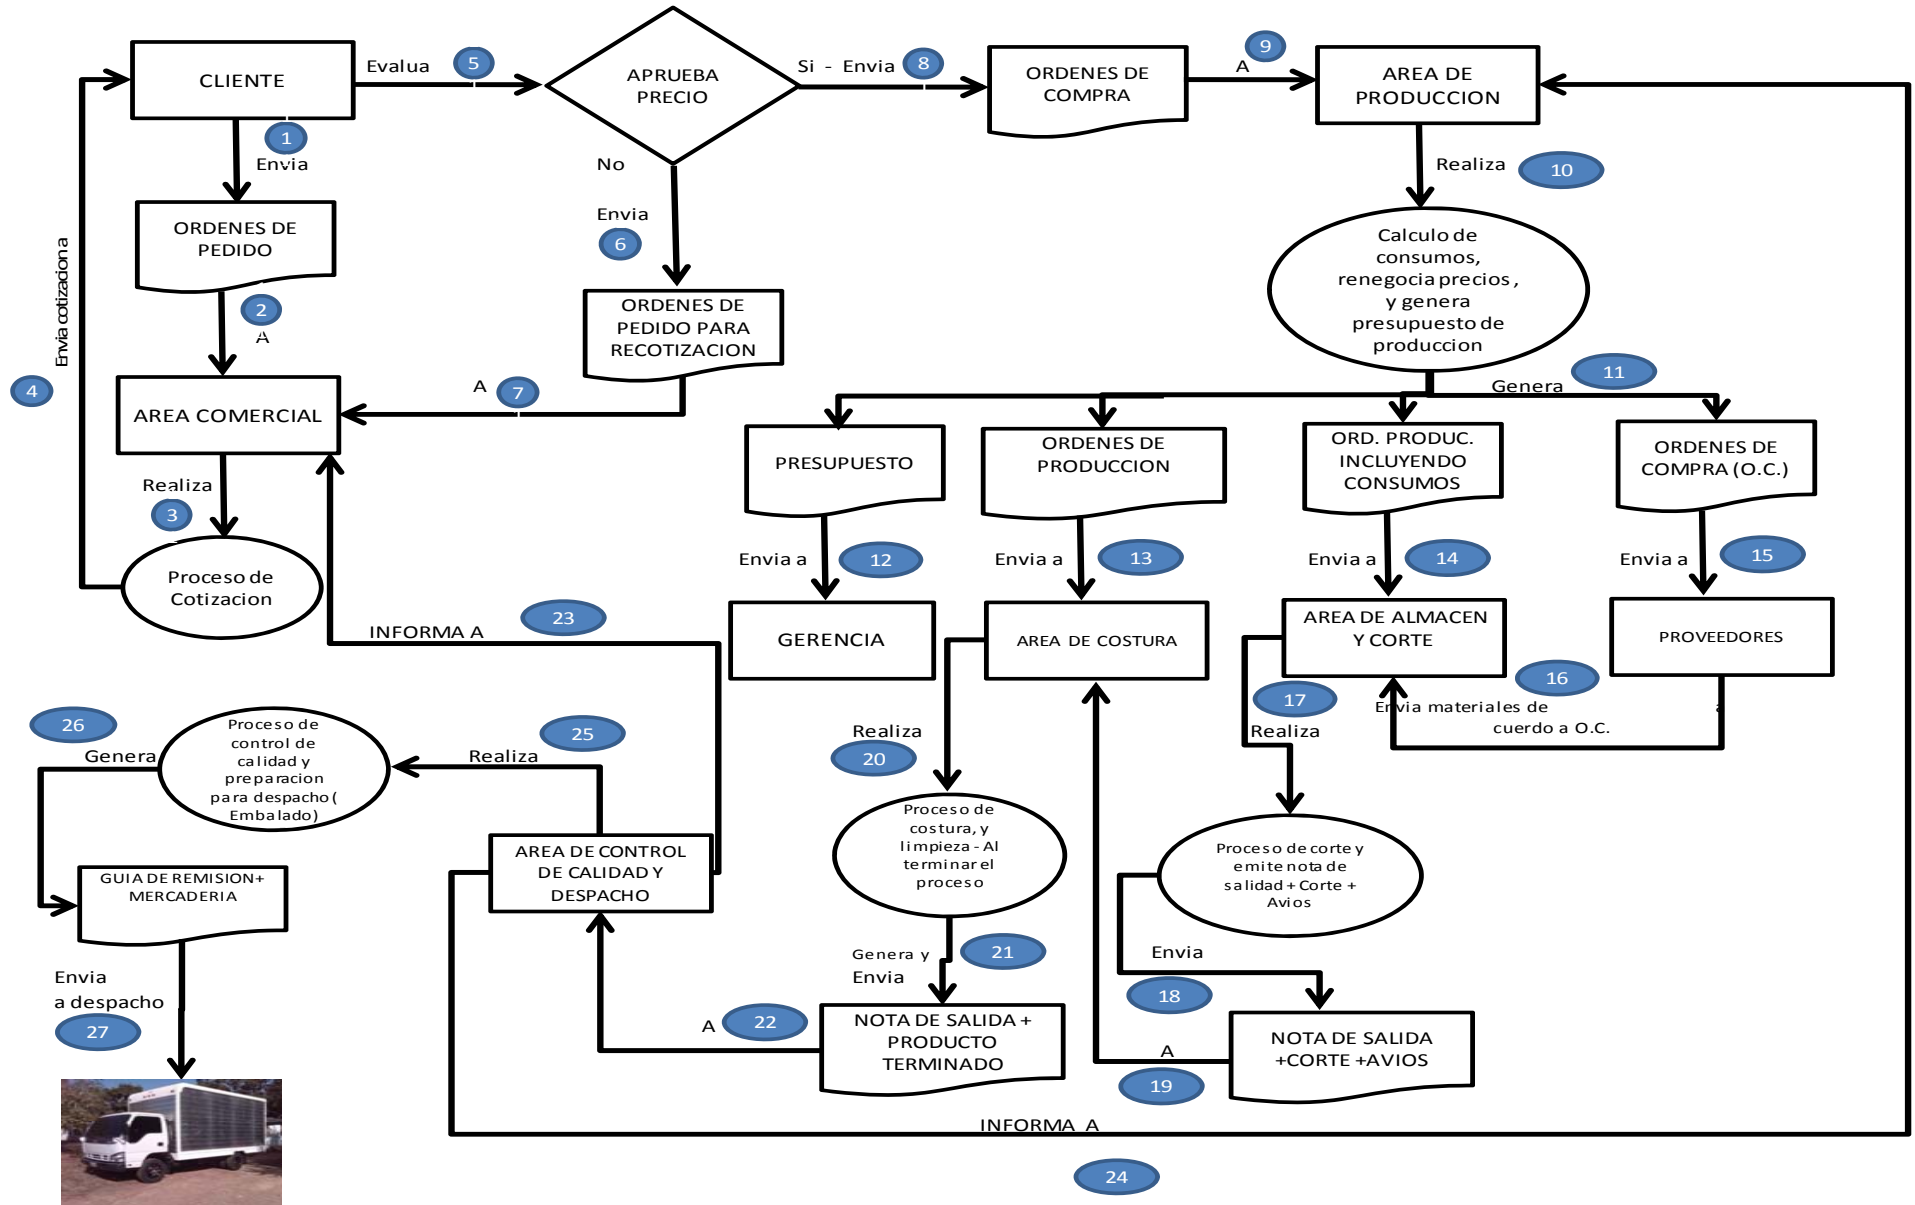 CLIENTE
Evalua
5
APRUEBA
PRECIO
Si - Envia
8
ORDENES DE
COMPRA
9
A
AREA DE
PRODUCCION
1
Envia
No
Realiza
10
ORDENES DE
PEDIDO
Envia
6
Calculo de
consumos,
renegocia precios ,
y genera
presupuesto de
produccion
Envia cotizacion a
4
2
A
ORDENES DE
PEDIDO PARA
RECOTIZACION
A
7
AREA COMERCIAL
Genera
11
PRESUPUESTO
ORDENES DE
PRODUCCION
ORD. PRODUC.
INCLUYENDO
CONSUMOS
ORDENES DE
COMPRA (O.C.)
Realiza
3
Proceso de
Cotizacion
Envia a
12
Envia a
13
Envia a
14
Envia a
15
INFORMA A
23
GERENCIA
AREA DE COSTURA
AREA DE ALMACEN
Y CORTE
PROVEEDORES
16
Envia materiales de a
cuerdo a O.C.
17
Realiza
26
Genera
Proceso de
control de
calidad y
preparacion
para despacho (
Embalado)
25
Realiza
Realiza
20
Proceso de
costura, y
limpieza - Al
terminar el
proceso
Proceso de corte y
emite nota de
salidad + Corte +
Avios
AREA DE CONTROL
DE CALIDAD Y
DESPACHO
GUIA DE REMISION+
MERCADERIA
Genera y
Envia
21
Envia
18
Envia
a despacho
27
A
22
NOTA DE SALIDA +
PRODUCTO
TERMINADO
A
19
NOTA DE SALIDA
+CORTE +AVIOS
INFORMA A
24